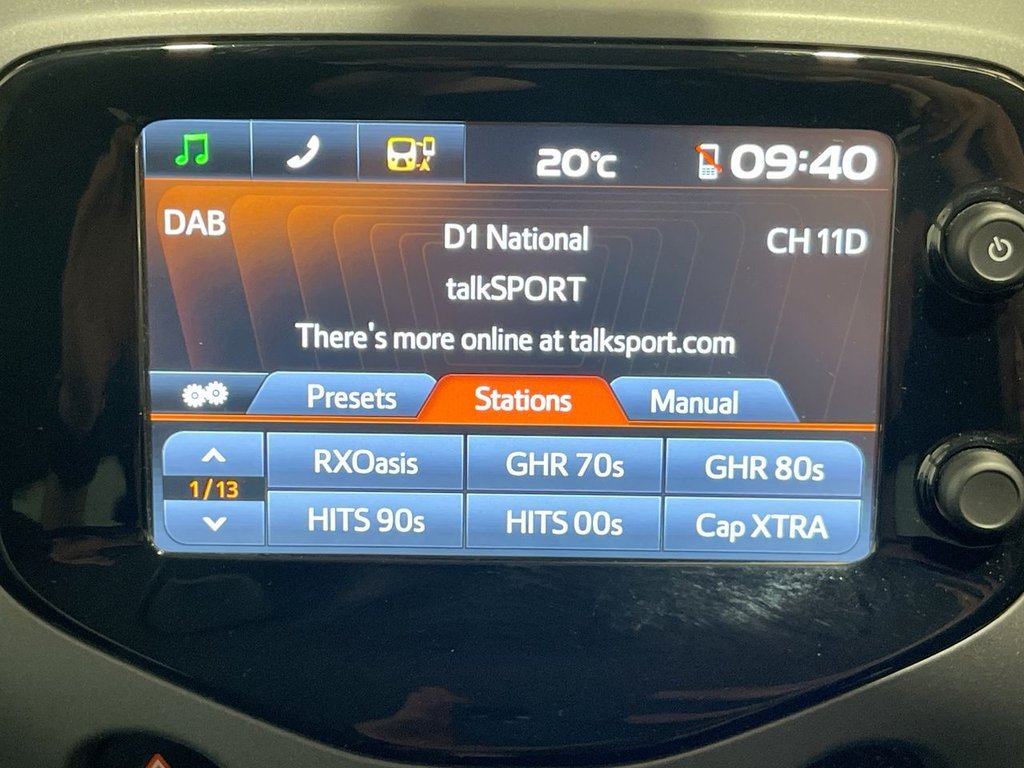 20°C
09:40
DAB
D1 National
CH 11D
talkSPORT
There's more online at talksport.com
Presets
Stations
Manual
RXOasis
GHR 70s
GHR 80s
1/13
HITS 90s
HITS 00s
Cap XTRA